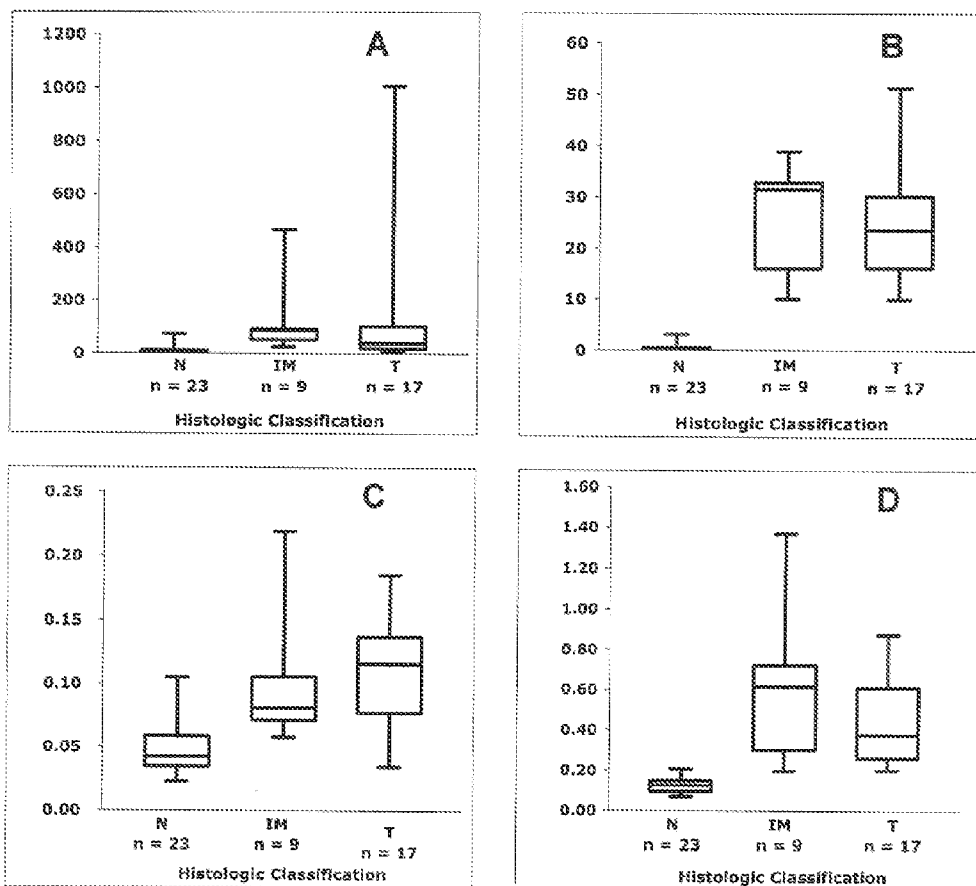 A
1200
1000
800
600
400
200
0
N IM T
n = 23 n = 9 n = 17
Histologic Classification
B
60
50
40
30
20
10
0
N IM T
n = 23 n = 9 n = 17
Histologic Classification
C
0.25
0.20
0.15
0.10
0.05
0.00
N IM T
n = 23 n = 9 n = 17
Histologic Classification
D
1.60
1.40
1.20
1.00
0.80
0.60
0.40
0.20
0.00
N IM T
n = 23 n = 9 n = 17
Histologic Classification